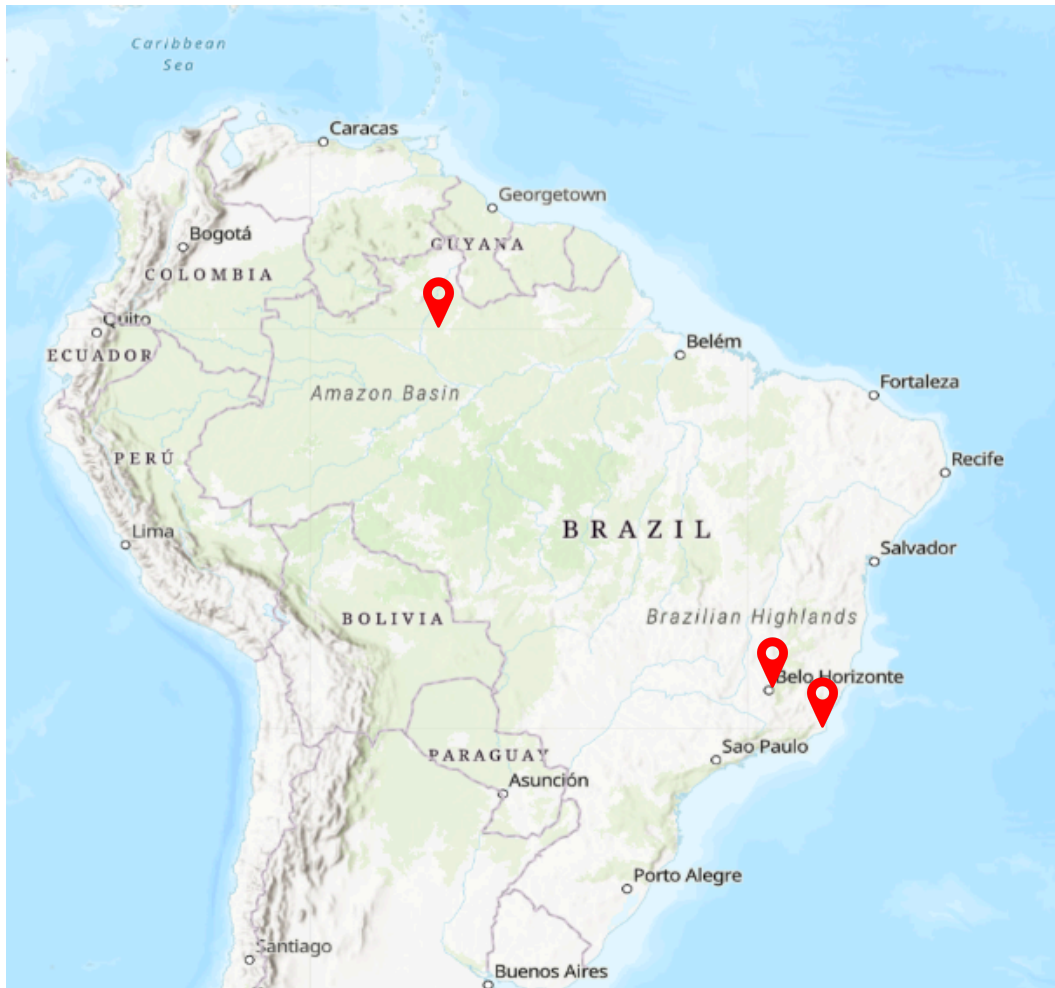 Caribbean
Sea
Caracas
Georgetown
Bogotá
GUYANA
COLOMBIA
Quito
ECUADOR
Belém
Amazon Basin
Fortaleza
PERÚ
Recife
Lima
BRAZIL
Salvador
BOLIVIA
Brazilian Highlands
Belo Horizonte
PARAGUAY
Sao Paulo
Asunción
Porto Alegre
Santiago
Buenos Aires